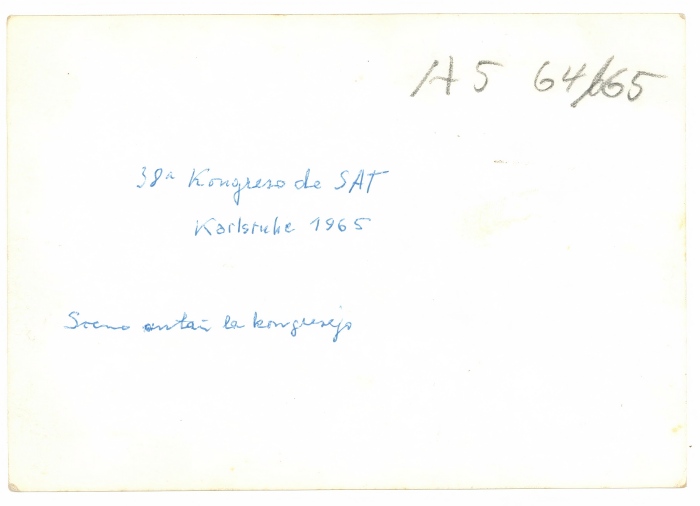 A5 64/65
38a Kongreso de SAT
Karlsruhe 1965
Sceno antaŭ la kongresejo